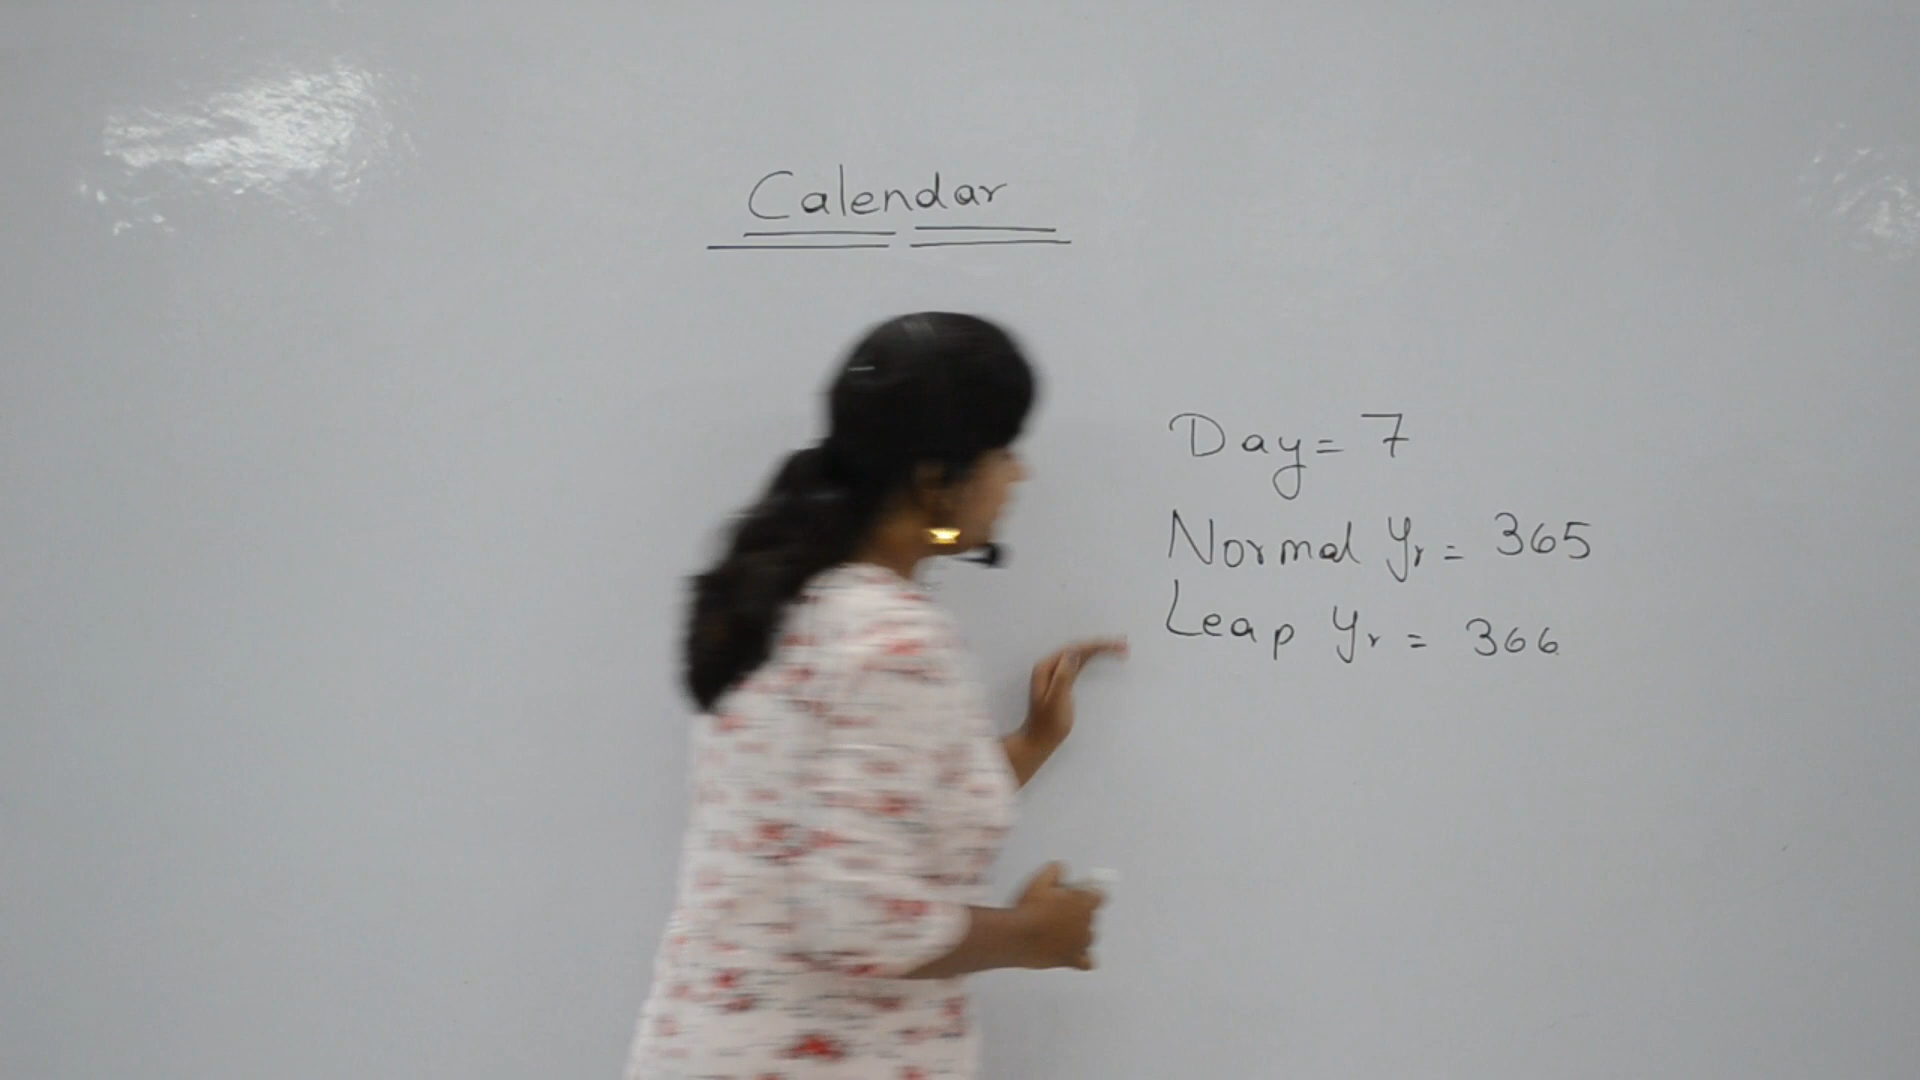 Calendar
Day = 7
Normal Yr = 365
Leap Yr = 366